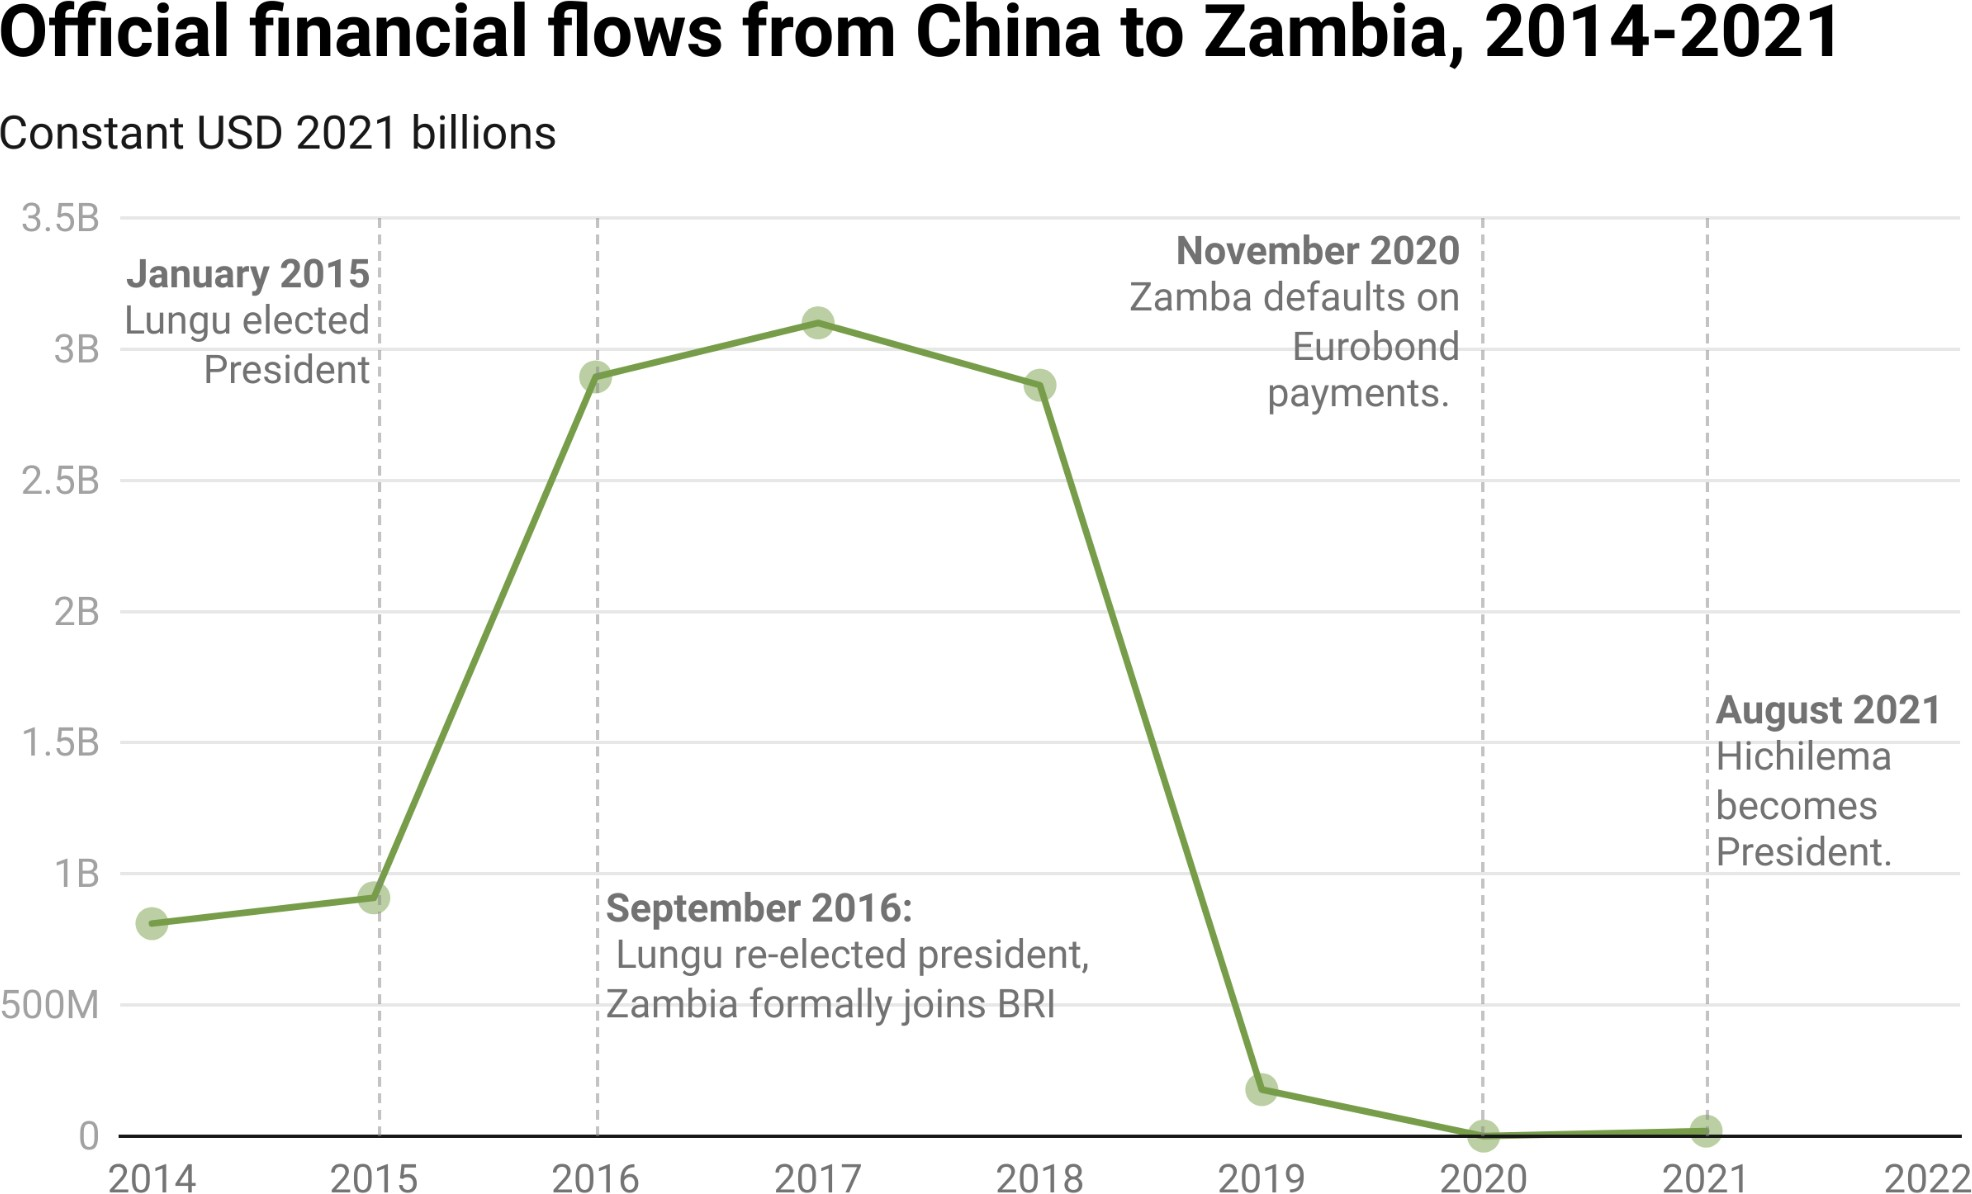 Official financial flows from China to Zambia, 2014-2021
Constant USD 2021 billions
3.5B
3B
2.5B
2B
1.5B
1B
500M
0
January 2015
Lungu elected
President
September 2016:
Lungu re-elected president,
Zambia formally joins BRI
November 2020
Zamba defaults on
Eurobond
payments.
August 2021
Hichilema
becomes
President.
2014 2015 2016 2017 2018 2019 2020 2021 2022